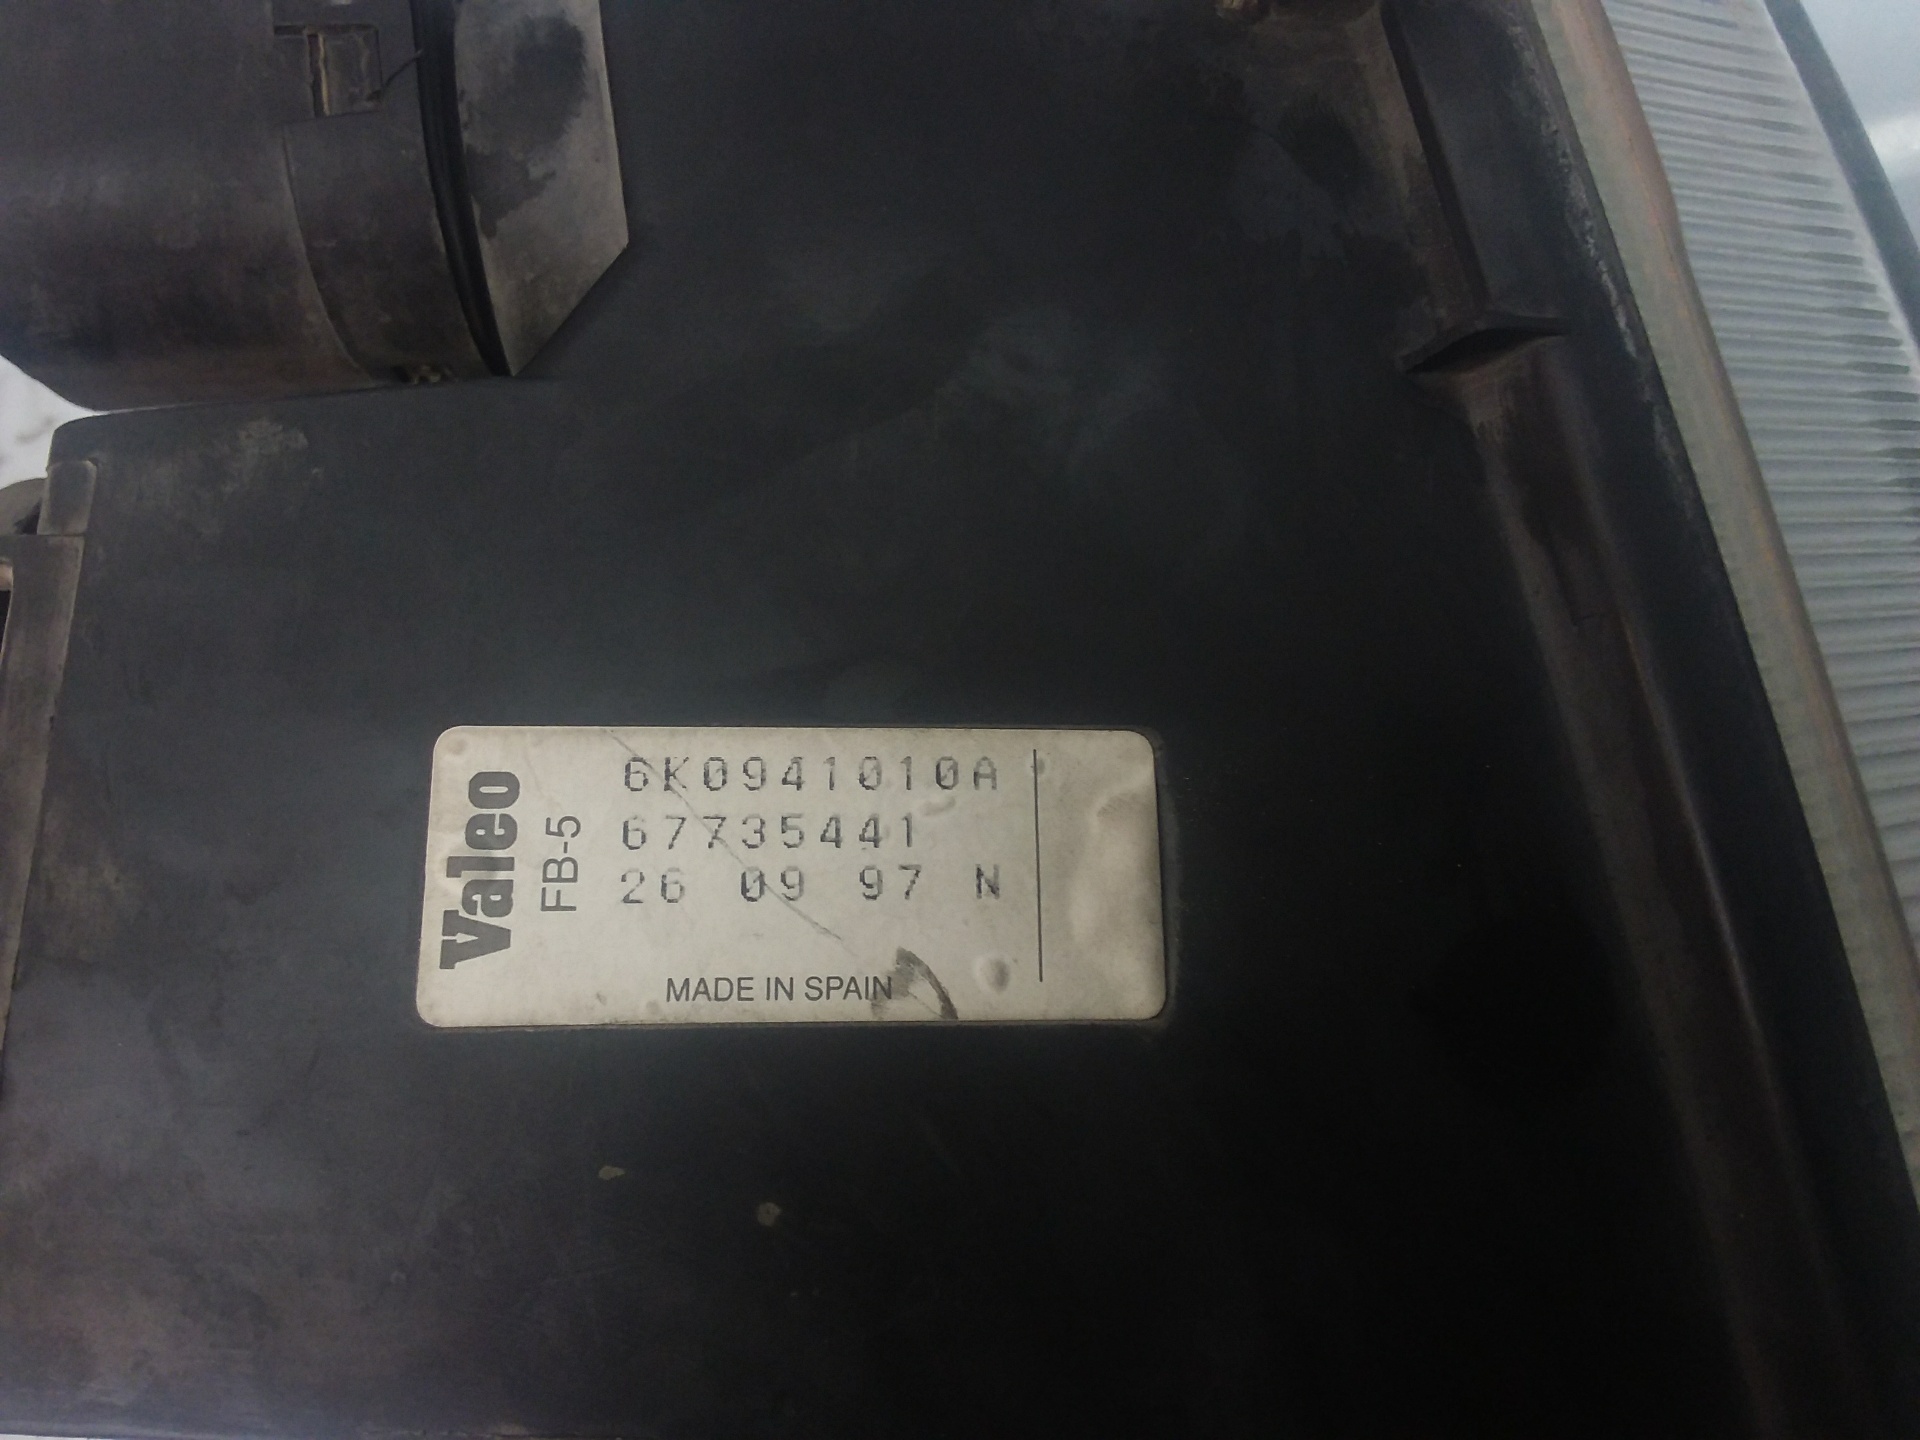 Valeo
FB-5
6K0941010A
67735441
26 09 97 N
MADE IN SPAIN